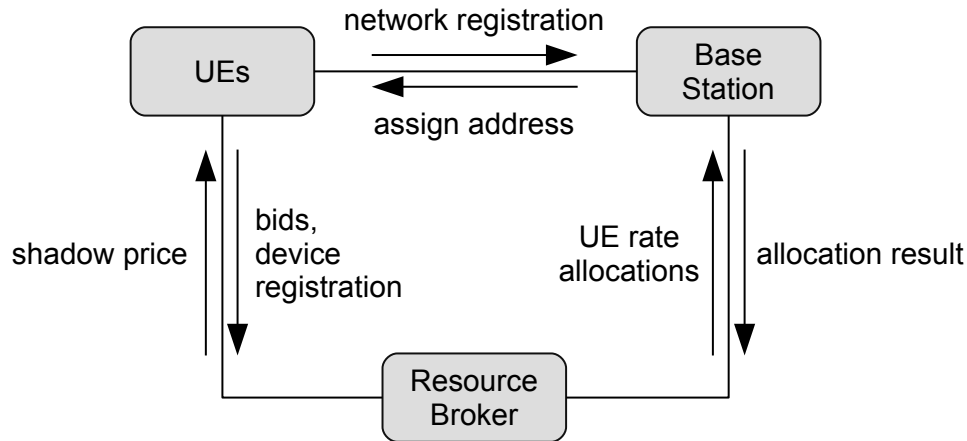 network registration
UEs
Base
Station
assign address
shadow price
bids,
device
registration
UE rate
allocations
allocation result
Resource
Broker